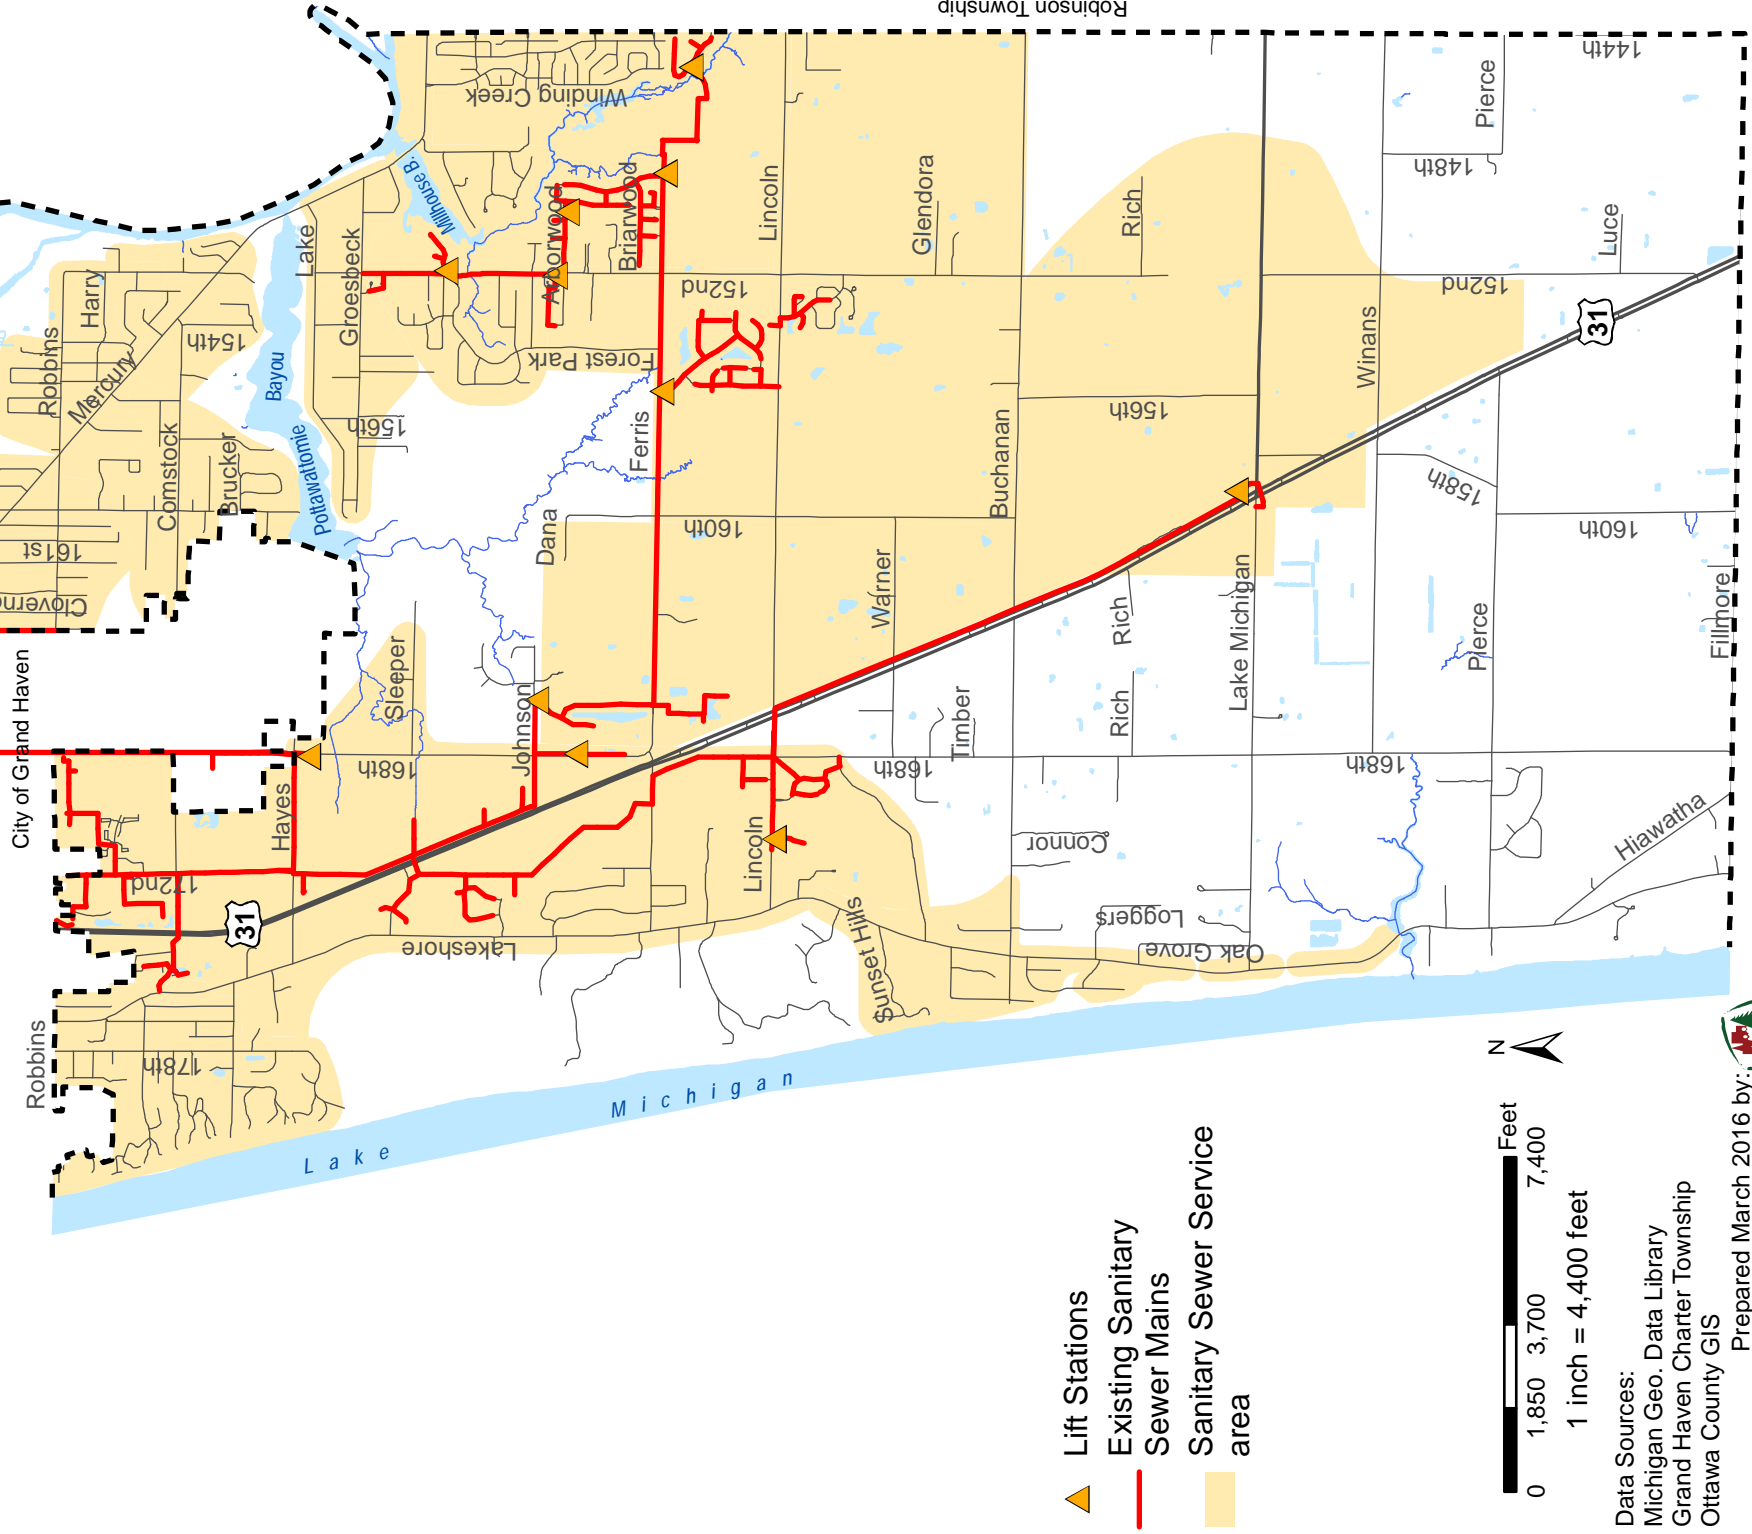 City of Grand Haven
Robinson Township
Robbins
Harry
Mercury
154th
Comstock
Brucker
161st
Lake
Groesbeck
Bayou
Pottawattomie
156th
Millhouse B.
Winding Creek
Arborwood
Briarwood
Forest Park
152nd
Lincoln
Glendora
Rich
148th
Pierce
144th
Luce
152nd
Winans
31
Ferris
Dana
160th
Buchanan
156th
158th
160th
Warner
Rich
Lake Michigan
Pierce
Fillmore
Sleeper
Johnson
168th
Hayes
172nd
31
Lakeshore
Lincoln
168th
Timber
Rich
168th
Connor
Loggers
Oak Grove
Hiawatha
Sunset Hills
Robbins
178th
Lake Michigan
N
Lift Stations
Existing Sanitary
Sewer Mains
Sanitary Sewer Service
area
0 1,850 3,700 7,400
Feet
1 inch = 4,400 feet
Data Sources:
Michigan Geo. Data Library
Grand Haven Charter Township
Ottawa County GIS
Prepared March 2016 by: